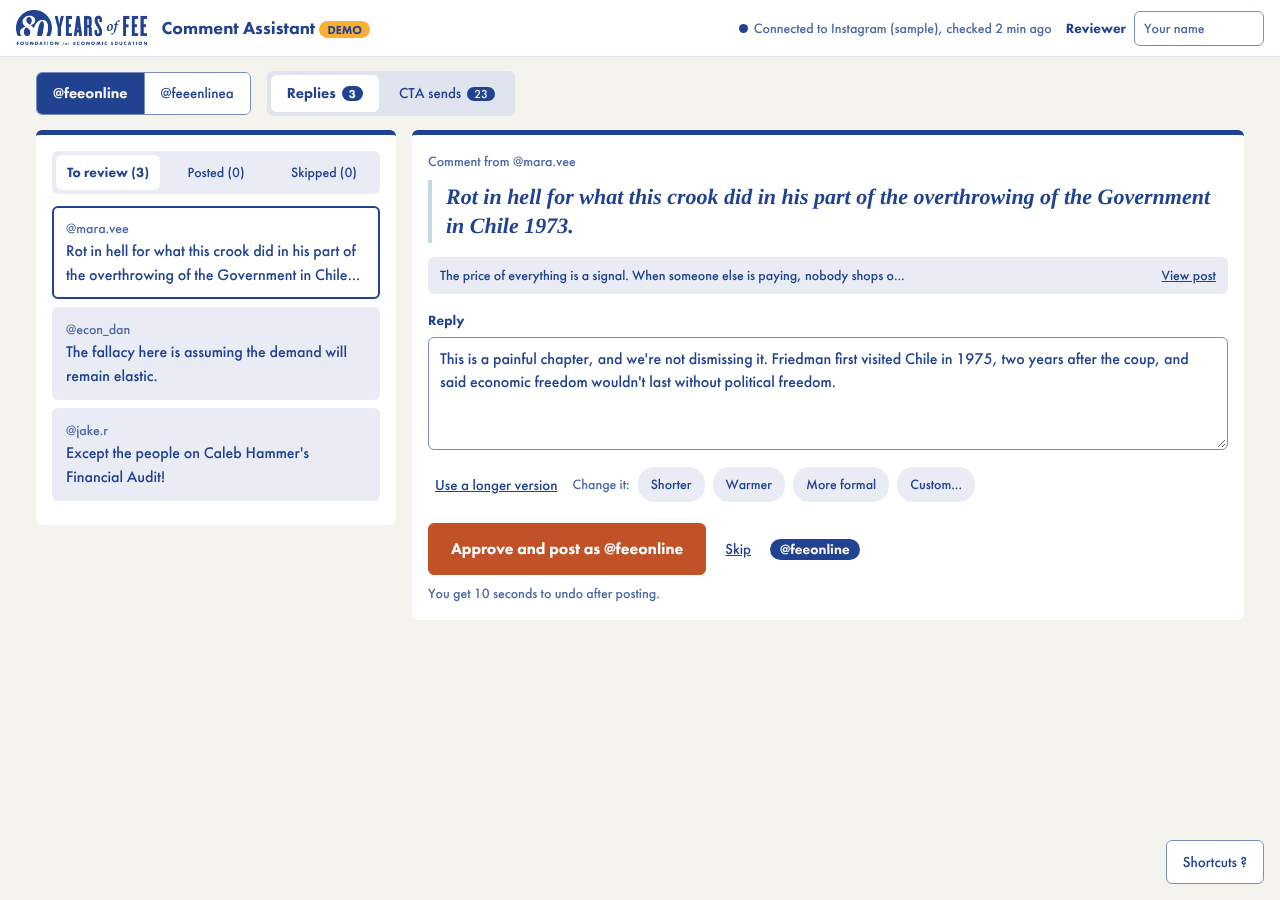 80 YEARS of FEE
FOUNDATION for ECONOMIC EDUCATION
Comment Assistant DEMO
Connected to Instagram (sample), checked 2 min ago
Reviewer
Your name
@feeonline
@feeenlinea
Replies 3
CTA sends 23
To review (3)
Posted (0)
Skipped (0)
@mara.vee
Rot in hell for what this crook did in his part of
the overthrowing of the Government in Chile...
@econ_dan
The fallacy here is assuming the demand will
remain elastic.
@jake.r
Except the people on Caleb Hammer's
Financial Audit!
Comment from @mara.vee
Rot in hell for what this crook did in his part of the overthrowing of the Government
in Chile 1973.
The price of everything is a signal. When someone else is paying, nobody shops o...
View post
Reply
This is a painful chapter, and we're not dismissing it. Friedman first visited Chile in 1975, two years after the coup, and
said economic freedom wouldn't last without political freedom.
Use a longer version
Change it:
Shorter
Warmer
More formal
Custom...
Approve and post as @feeonline
Skip
@feeonline
You get 10 seconds to undo after posting.
Shortcuts ?